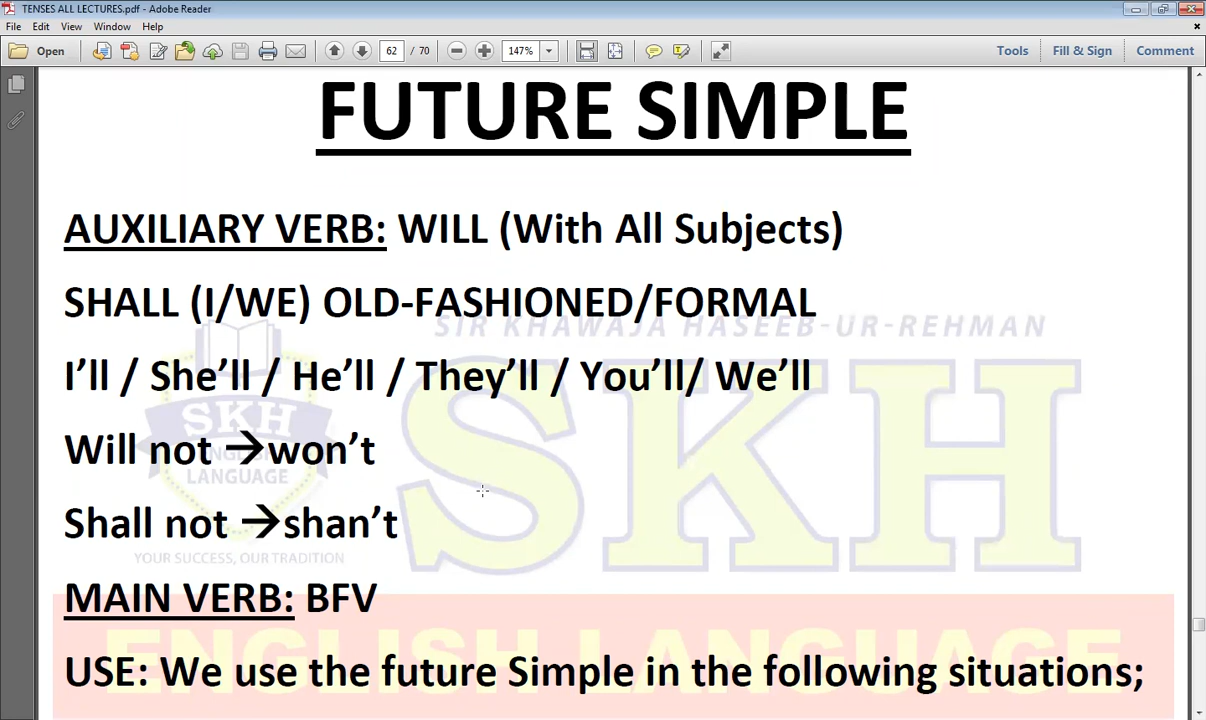 TENSES ALL LECTURES.pdf - Adobe Reader
File Edit View Window Help
Open 62 / 70 147% Tools Fill & Sign Comment
FUTURE SIMPLE
AUXILIARY VERB: WILL (With All Subjects)
SHALL (I/WE) OLD-FASHIONED/FORMAL
SIR KHAWAJA HASEEB-UR-REHMAN
I’ll / She’ll / He’ll / They’ll / You’ll/ We’ll
SKH
SKH
Will not →won’t
ENGLISH
LANGUAGE
Shall not →shan’t
YOUR SUCCESS, OUR TRADITION
MAIN VERB: BFV
ENGLISH LANGUAGE
USE: We use the future Simple in the following situations;